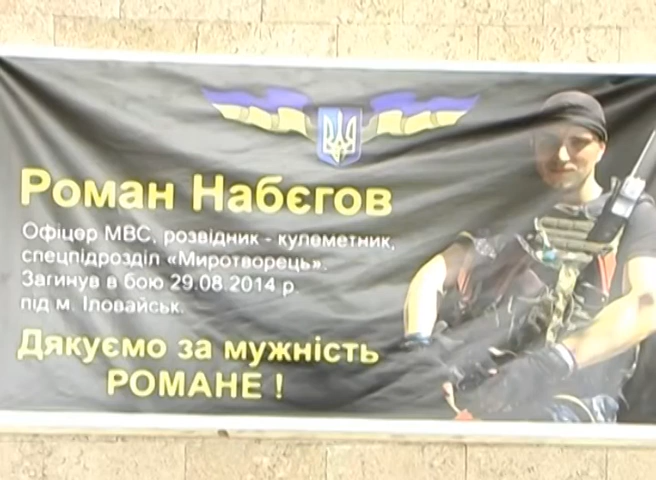 Роман Набєгов
Офіцер МВС, розвідник - кулеметник,
спецпідрозділ «Миротворець».
Загинув в бою 29.08.2014 р.
під м. Іловайськ.
Дякуємо за мужність
РОМАНЕ !